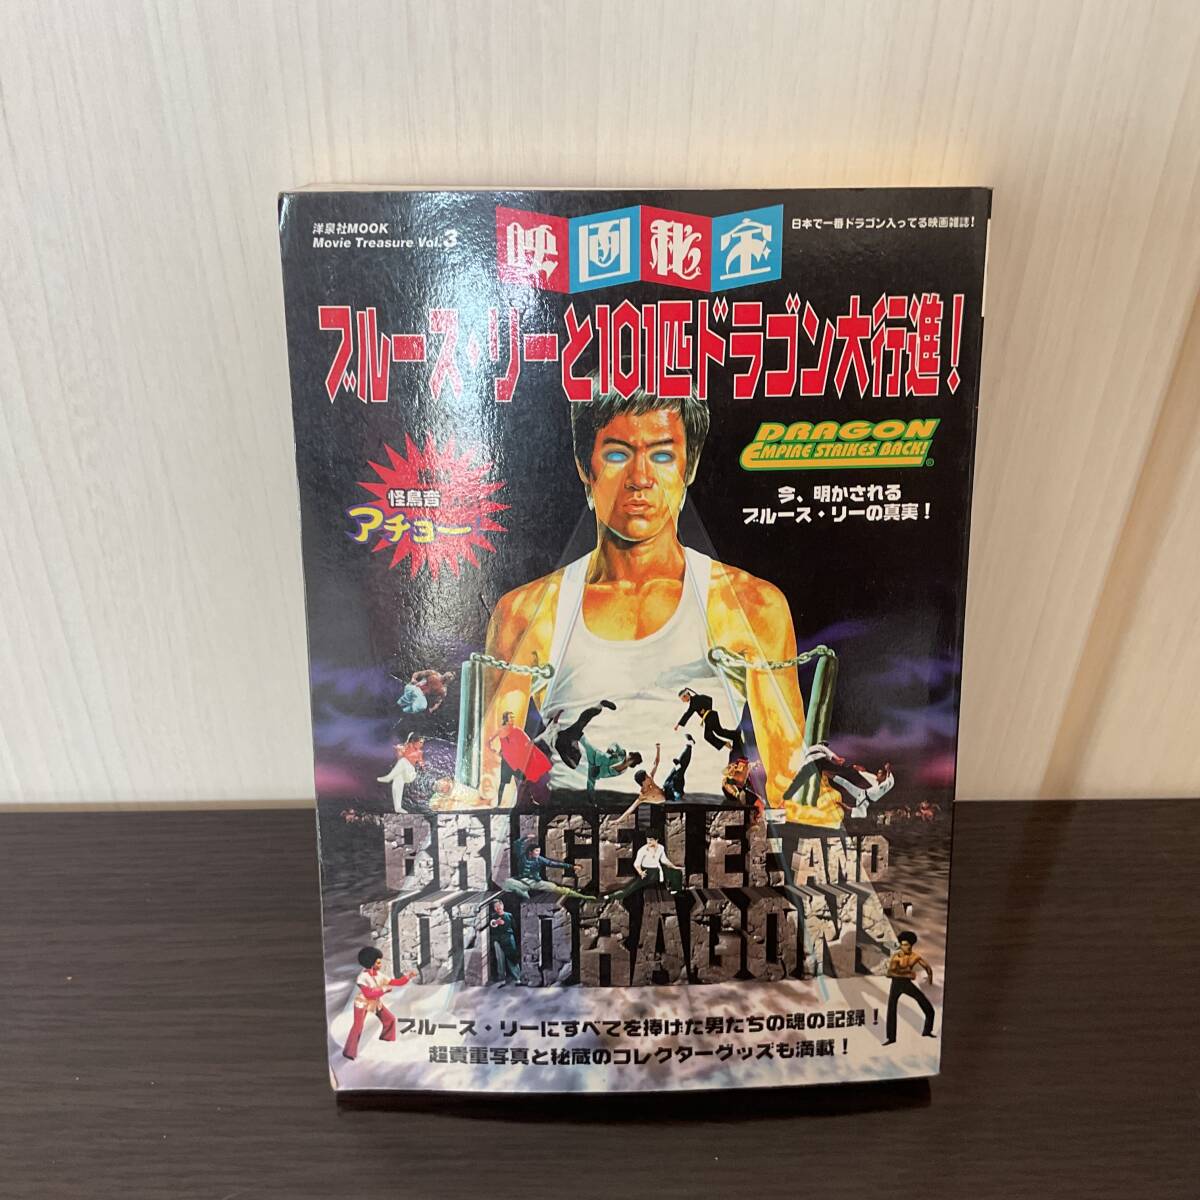 洋泉社MOOK
Movie Treasure Vol.3
映画秘宝
日本で一番ドラゴン入ってる映画雑誌!
ブルース・リーと101匹ドラゴン大行進!
DRAGON
EMPIRE STRIKES BACK!®
怪鳥音
アチョー
今、明かされる
ブルース・リーの真実!
BRUCE LEE AND
101 DRAGONS
ブルース・リーにすべてを捧げた男たちの魂の記録!
超貴重写真と秘蔵のコレクターグッズも満載!